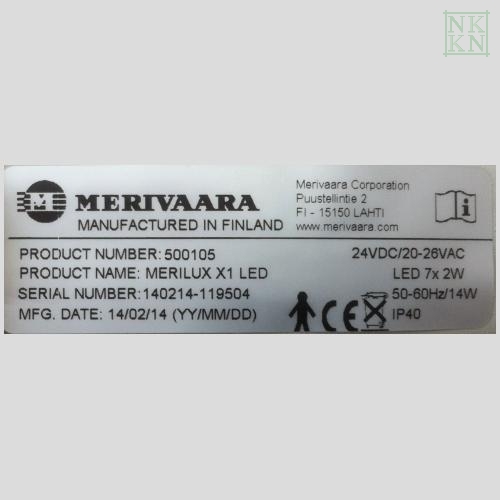 NK
KN
M MERIVAARA
MANUFACTURED IN FINLAND
Merivaara Corporation
Puustellintie 2
FI - 15150 LAHTI
www.merivaara.com
i
PRODUCT NUMBER: 500105
PRODUCT NAME: MERILUX X1 LED
SERIAL NUMBER: 140214-119504
MFG. DATE: 14/02/14 (YY/MM/DD)
24VDC/20-26VAC
LED 7x 2W
50-60Hz/14W
CE IP40